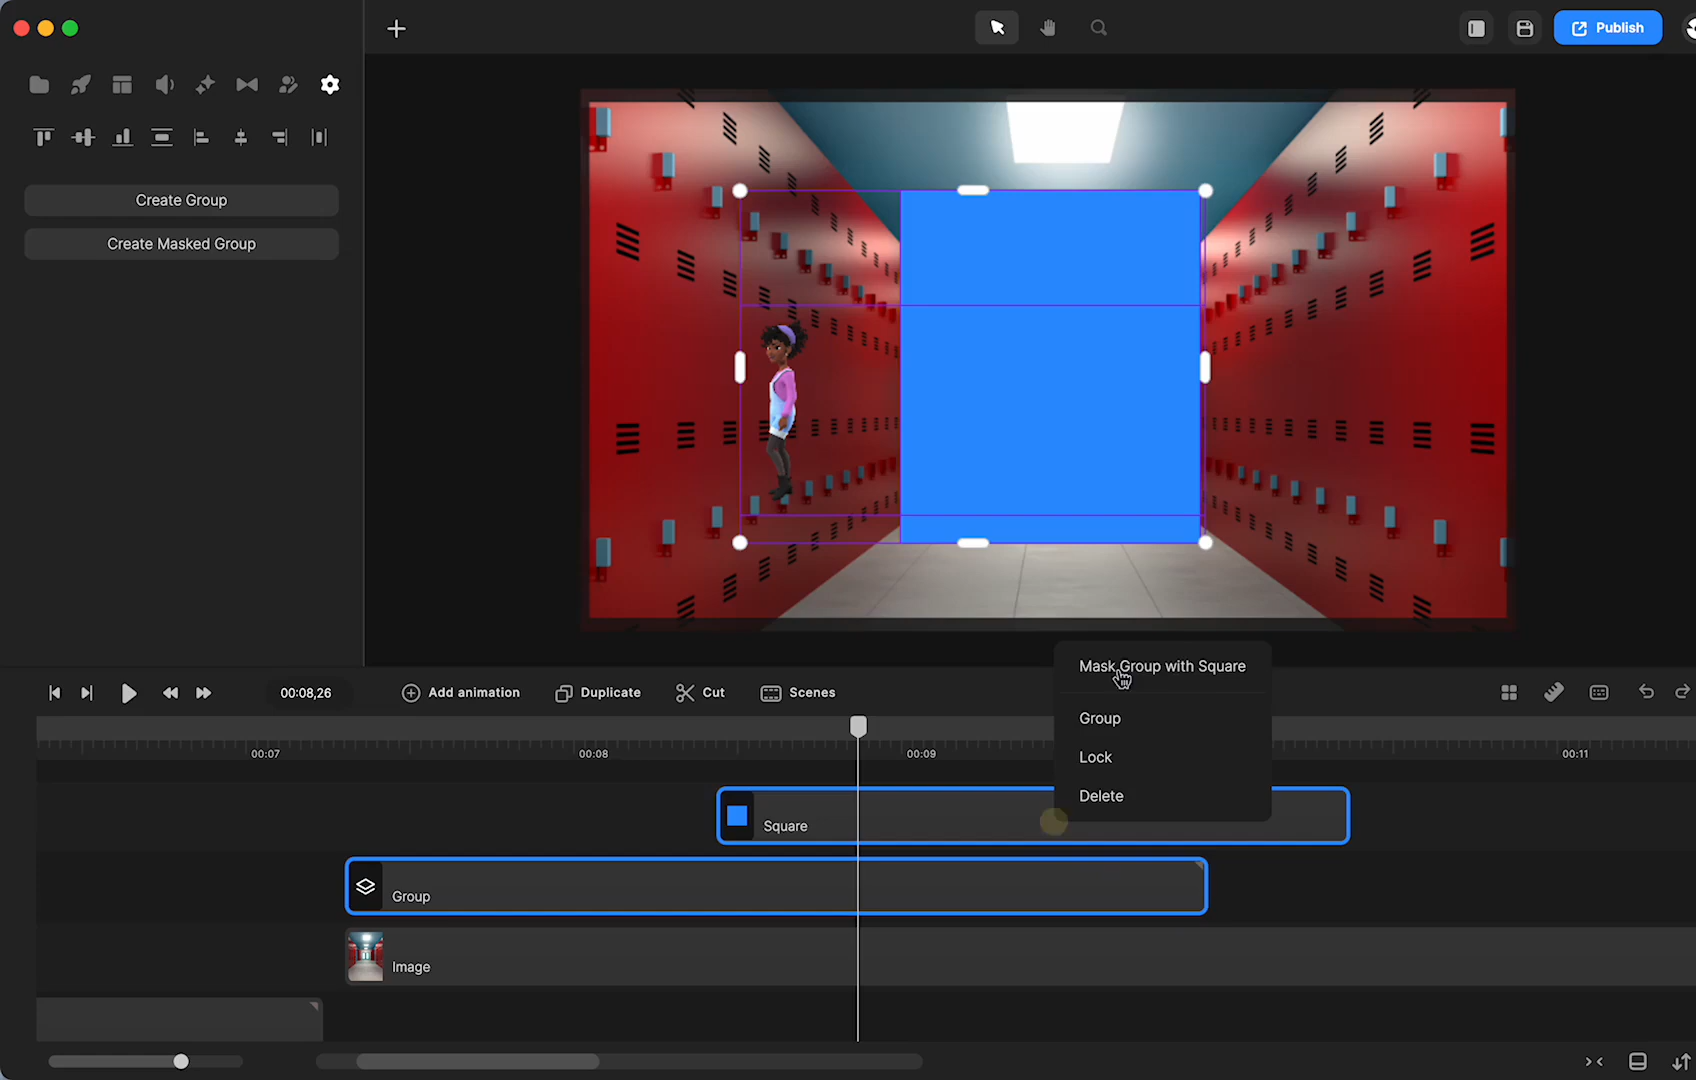 Publish
Create Group
Create Masked Group
Mask Group with Square
Group
Lock
Delete
00:08,26
Add animation
Duplicate
Cut
Scenes
00:07
00:08
00:09
00:11
Square
Group
Image